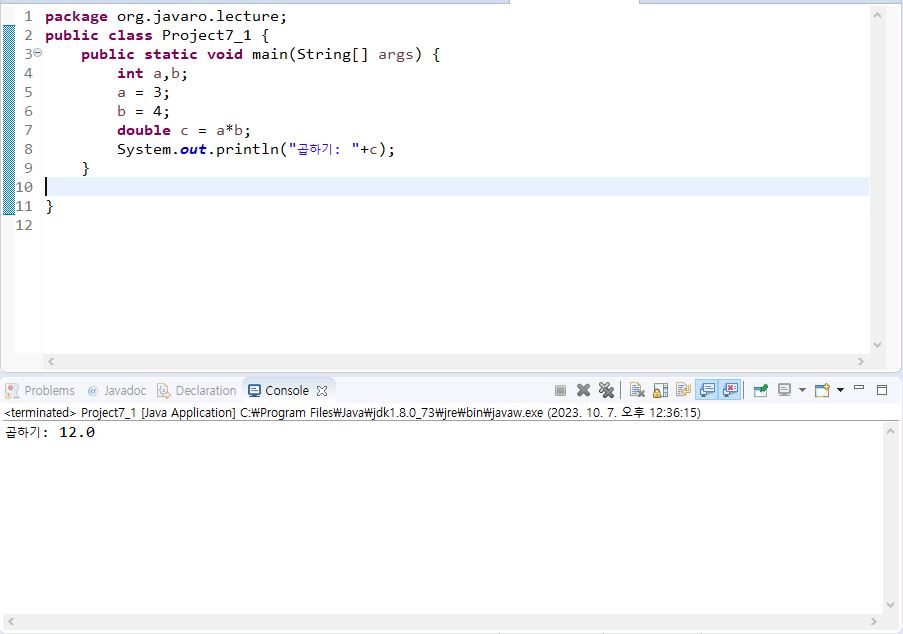 1 package org.javaro.lecture;
2 public class Project7_1 {
3 public static void main(String[] args) {
4 int a,b;
5 a = 3;
6 b = 4;
7 double c = a*b;
8 System.out.println("곱하기: "+c);
9 }
10
11 }
12
Problems @ Javadoc Declaration Console
<terminated> Project7_1 [Java Application] C:₩Program Files₩Java₩jdk1.8.0_73₩jre₩bin₩javaw.exe (2023. 10. 7. 오후 12:36:15)
곱하기: 12.0